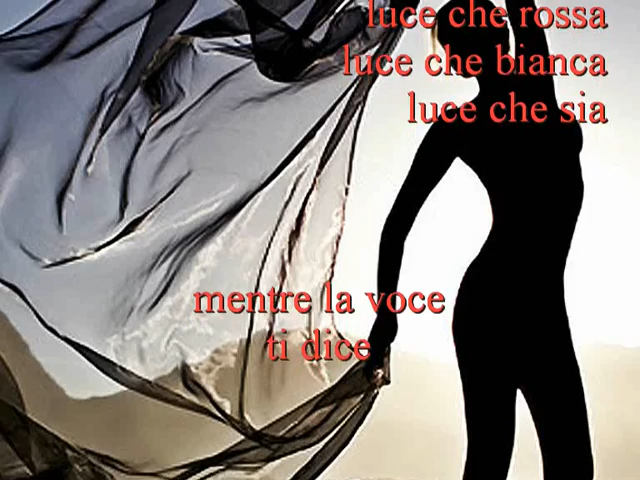 luce che rossa
luce che bianca
luce che sia
mentre la voce
ti dice